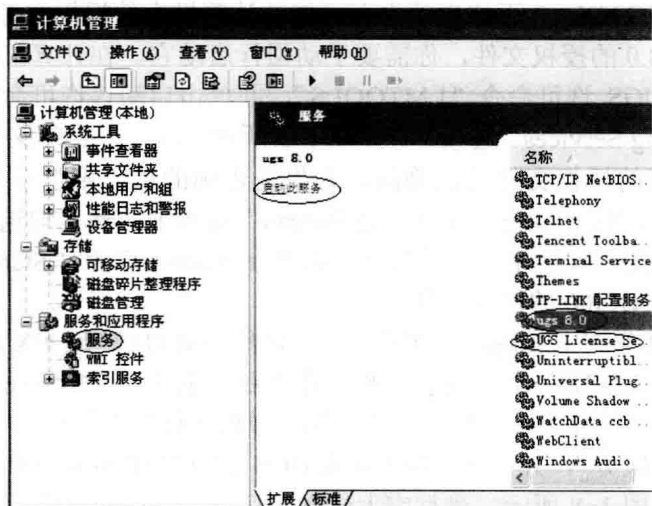 计算机管理
文件(F) 操作(A) 查看(V) 窗口(W) 帮助(H)
计算机管理(本地)
系统工具
事件查看器
共享文件夹
本地用户和组
性能日志和警报
设备管理器
存储
可移动存储
磁盘碎片整理程序
磁盘管理
服务和应用程序
服务
WMI 控件
索引服务
服务
ugs 8.0
启动此服务
名称
TCP/IP NetBIOS..
Telephony
Telnet
Tencent Toolba..
Terminal Service
Themes
TP-LINK 配置服务
ugs 8.0
UGS License Se.
Uninterruptibl..
Universal Plug..
Volume Shadow ..
WatchData ccb ..
WebClient
Windows Audio
扩展 标准